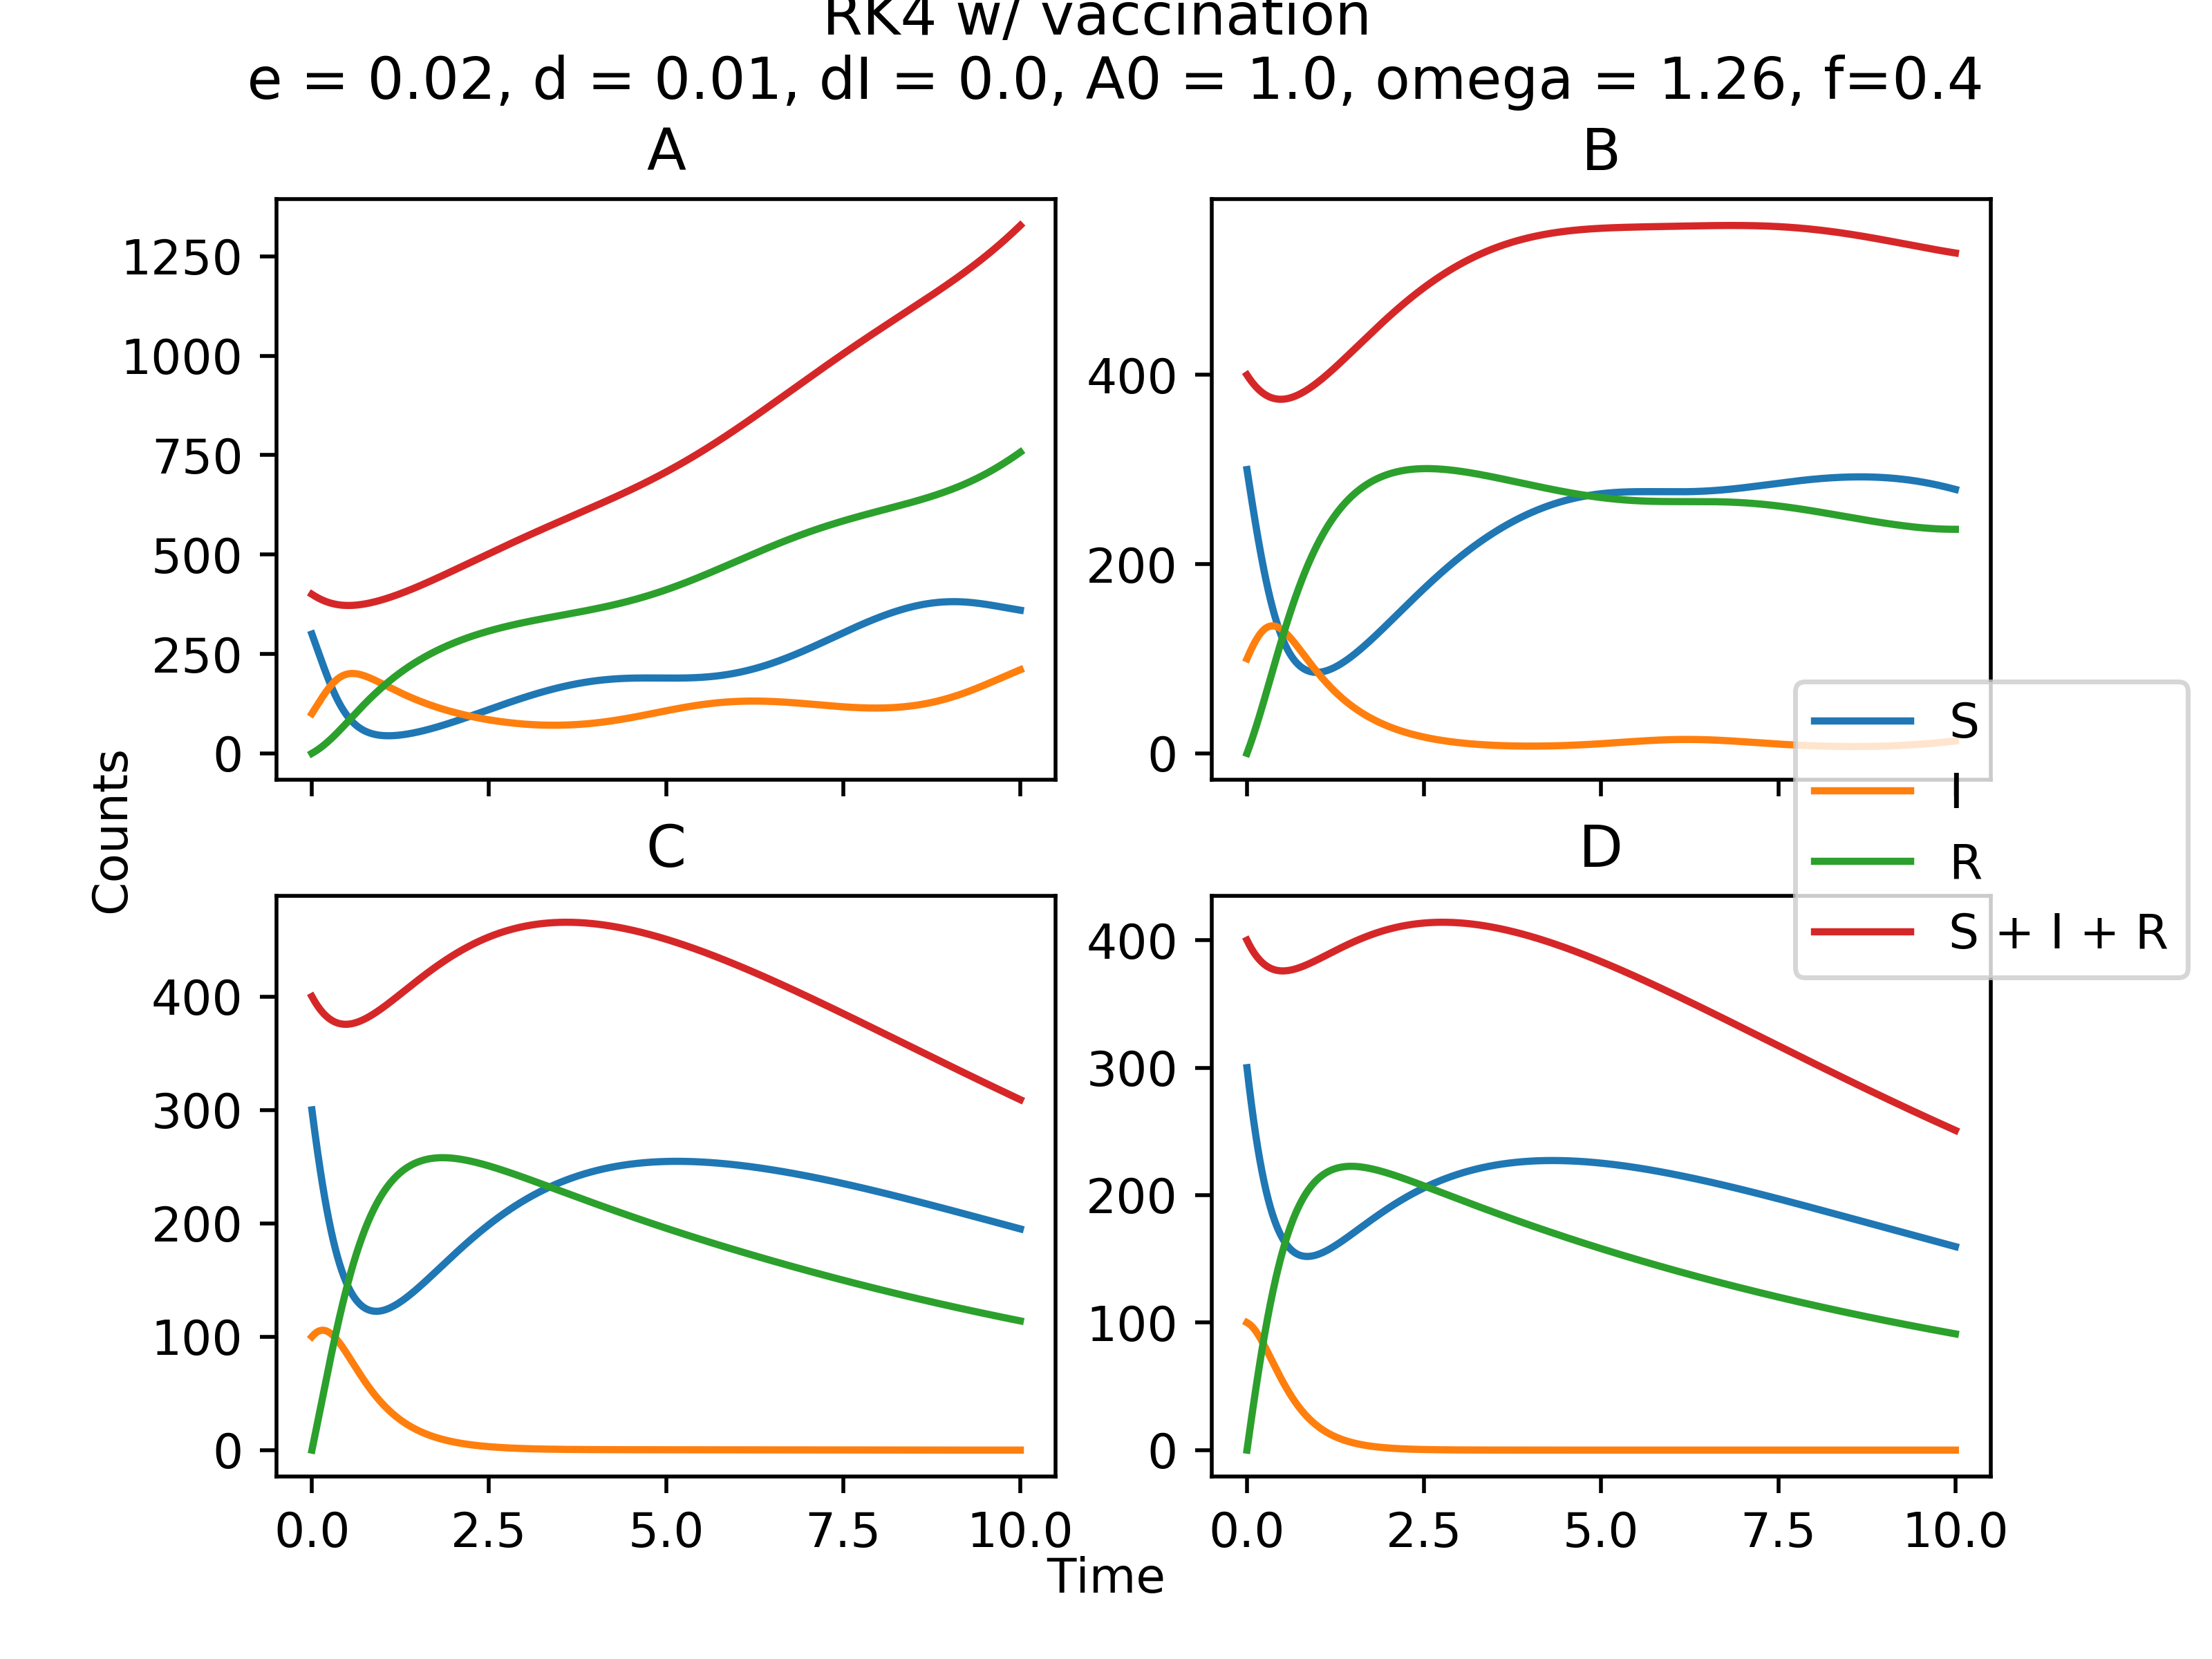 RK4 w/ vaccination
e = 0.02, d = 0.01, dI = 0.0, A0 = 1.0, omega = 1.26, f=0.4
A
B
1250
1000
750
500
250
0
400
200
0
Counts
S
I
R
S + I + R
C
D
400
300
200
100
0
0.0 2.5 5.0 7.5 10.0
400
300
200
100
0
0.0 2.5 5.0 7.5 10.0
Time